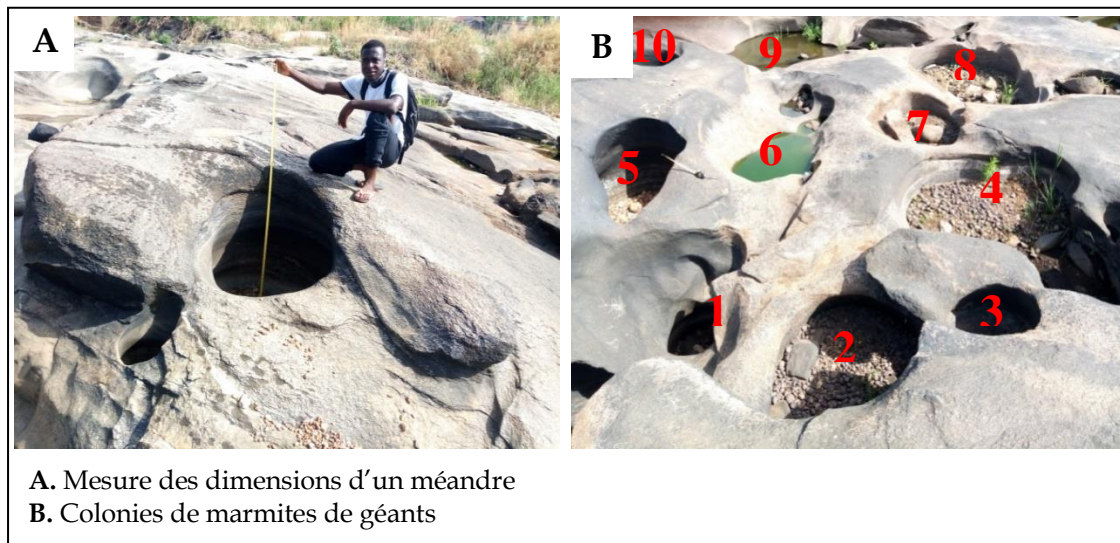 A
B
10
9
8
7
6
5
4
3
1
2
A. Mesure des dimensions d'un méandre
B. Colonies de marmites de géants